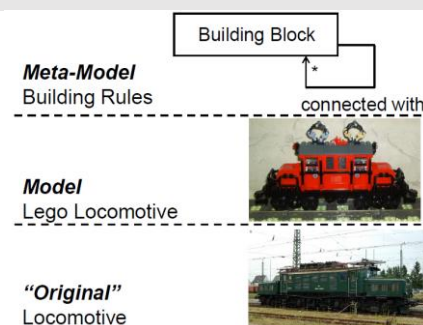 Building Block
*
Meta-Model
Building Rules
connected with
Model
Lego Locomotive
“Original”
Locomotive